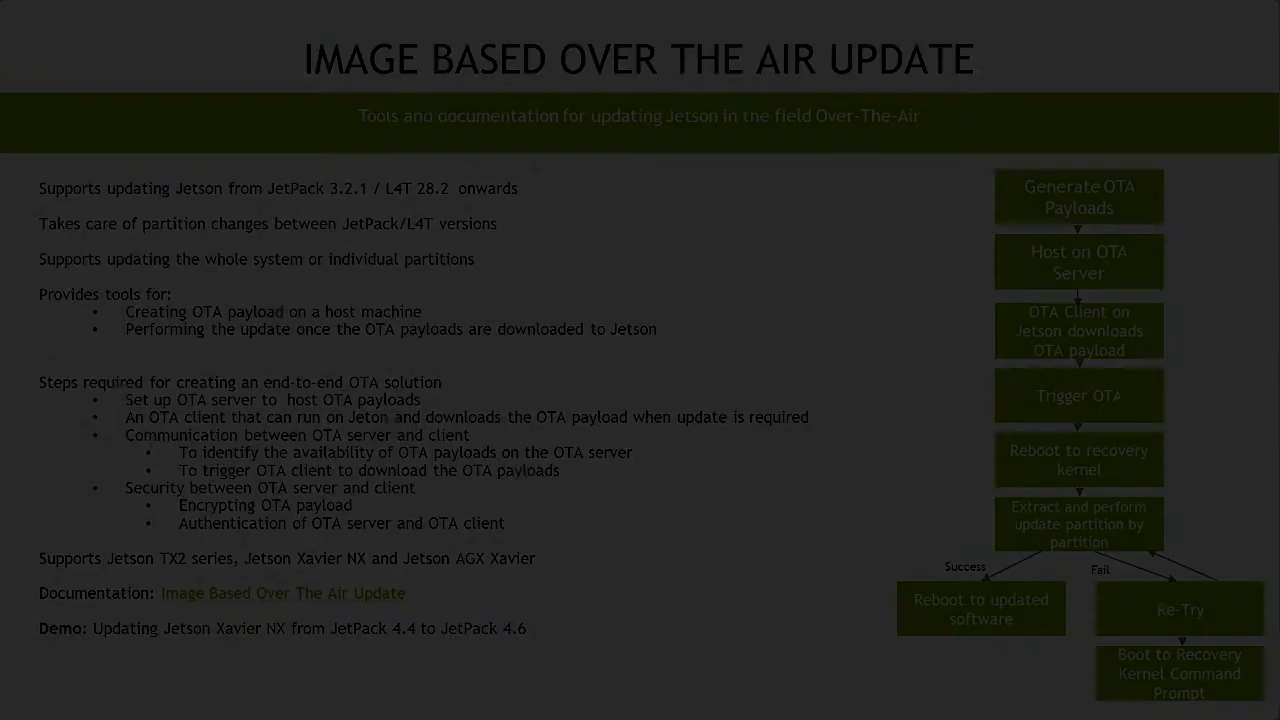 IMAGE BASED OVER THE AIR UPDATE
Tools and documentation for updating Jetson in the field Over-The-Air
Supports updating Jetson from JetPack 3.2.1 / L4T 28.2 onwards
Takes care of partition changes between JetPack/L4T versions
Supports updating the whole system or individual partitions
Provides tools for:
• Creating OTA payload on a host machine
• Performing the update once the OTA payloads are downloaded to Jetson
Steps required for creating an end-to-end OTA solution
• Set up OTA server to host OTA payloads
• An OTA client that can run on Jeton and downloads the OTA payload when update is required
• Communication between OTA server and client
• To identify the availability of OTA payloads on the OTA server
• To trigger OTA client to download the OTA payloads
• Security between OTA server and client
• Encrypting OTA payload
• Authentication of OTA server and OTA client
Supports Jetson TX2 series, Jetson Xavier NX and Jetson AGX Xavier
Documentation: Image Based Over The Air Update
Demo: Updating Jetson Xavier NX from JetPack 4.4 to JetPack 4.6
Generate OTA
Payloads
Host on OTA
Server
OTA Client on
Jetson downloads
OTA payload
Trigger OTA
Reboot to recovery
kernel
Extract and perform
update partition by
partition
Success
Fail
Reboot to updated
software
Re-Try
Boot to Recovery
Kernel Command
Prompt